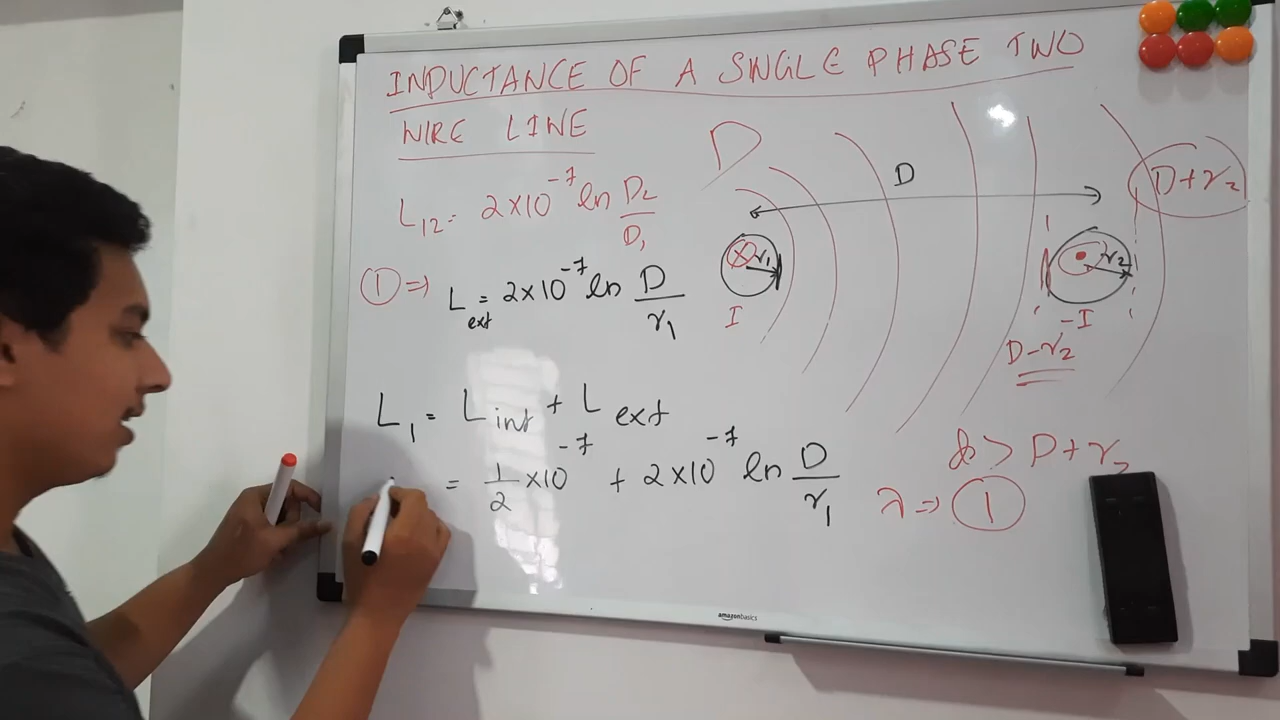 INDUCTANCE OF A SINGLE PHASE TWO
WIRE LINE
L12 = 2×10^-7 ln D2/D1
① ⇒ Lext = 2×10^-7 ln D/r1
L1 = Lint + Lext
= 1/2 ×10^-7 + 2×10^-7 ln D/r1
D
D
D+r2
r1
r2
I
-I
D-r2
> D+r2
λ ⇒ ①
amazonbasics